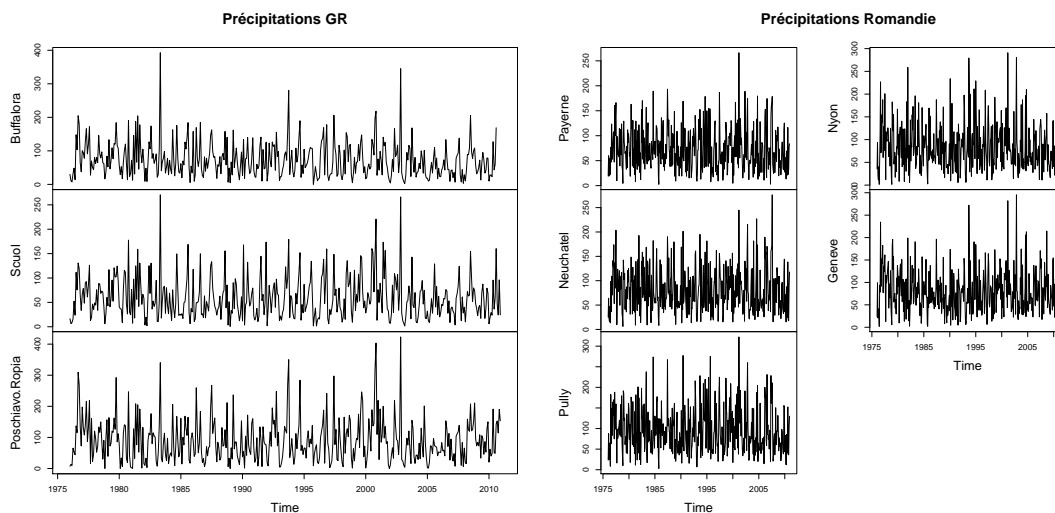 Précipitations GR
Buffalora
0 100 200 300 400
Scuol
0 50 100 150 200 250
Poschiavo.Ropia
0 100 200 300 400
1975 1980 1985 1990 1995 2000 2005 2010
Time
Précipitations Romandie
Payerne
0 50 100 150 200 250
Neuchatel
0 50 100 150 200 250
Pully
0 50 100 150 200 250 300
1975 1985 1995 2005
Time
Nyon
0 50 100 150 200 250 300
Geneve
0 50 100 150 200 250 300
1975 1985 1995 2005
Time